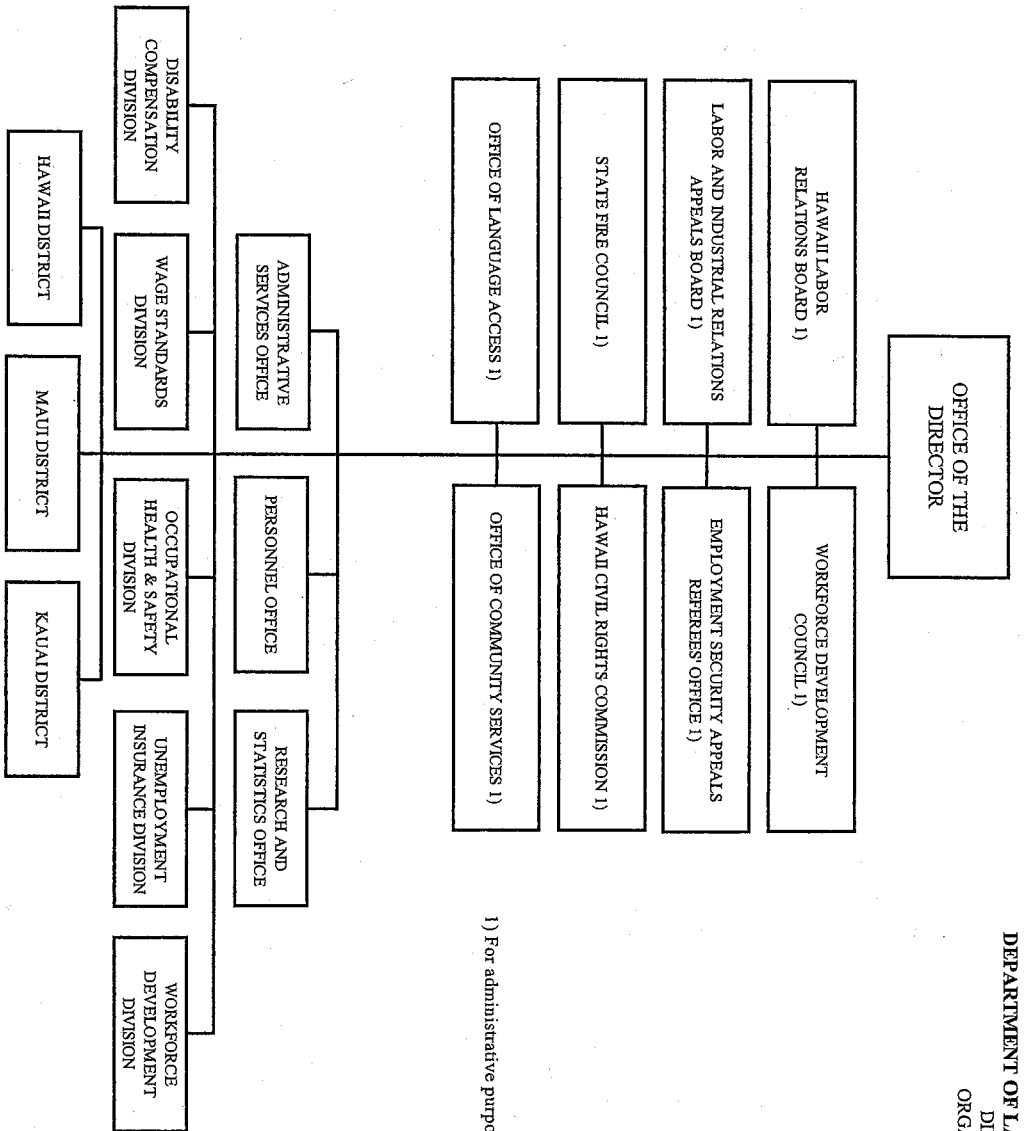 DEPARTMENT OF
OFFICE OF THE
DIRECTOR
HAWAII LABOR
RELATIONS BOARD 1)
WORKFORCE DEVELOPMENT
COUNCIL 1)
LABOR AND INDUSTRIAL RELATIONS
APPEALS BOARD 1)
EMPLOYMENT SECURITY APPEALS
REFEREES' OFFICE 1)
STATE FIRE COUNCIL 1)
HAWAII CIVIL RIGHTS COMMISSION 1)
OFFICE OF LANGUAGE ACCESS 1)
OFFICE OF COMMUNITY SERVICES 1)
1) For administrative
ADMINISTRATIVE
SERVICES OFFICE
PERSONNEL OFFICE
RESEARCH AND
STATISTICS OFFICE
DISABILITY
COMPENSATION
DIVISION
WAGE STANDARDS
DIVISION
OCCUPATIONAL
HEALTH & SAFETY
DIVISION
UNEMPLOYMENT
INSURANCE DIVISION
WORKFORCE
DEVELOPMENT
DIVISION
HAWAII DISTRICT
MAUI DISTRICT
KAUAI DISTRICT